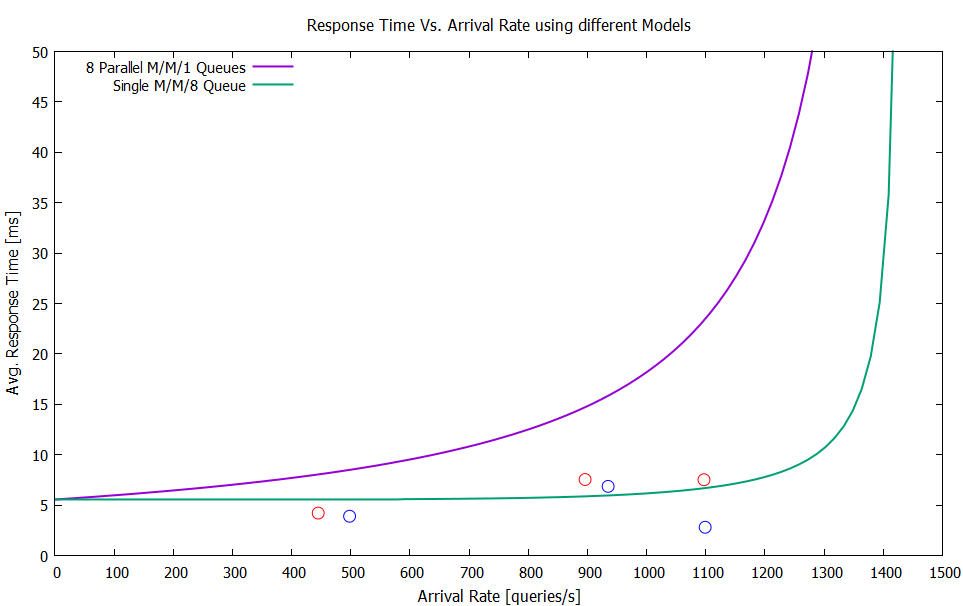 Response Time Vs. Arrival Rate using different Models
8 Parallel M/M/1 Queues
Single M/M/8 Queue
50
45
40
35
30
25
20
15
10
5
0
Avg. Response Time [ms]
0 100 200 300 400 500 600 700 800 900 1000 1100 1200 1300 1400 1500
Arrival Rate [queries/s]